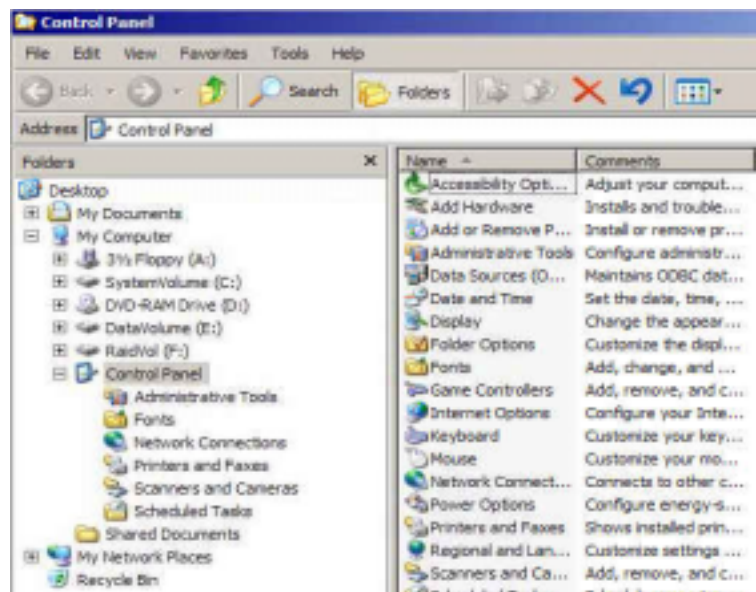 Control Panel
File Edit View Favorites Tools Help
Back Search Folders
Address Control Panel
Folders
Desktop
My Documents
My Computer
3½ Floppy (A:)
SystemVolume (C:)
DVD-RAM Drive (D:)
DataVolume (E:)
RaidVol (F:)
Control Panel
Administrative Tools
Fonts
Network Connections
Printers and Faxes
Scanners and Cameras
Scheduled Tasks
Shared Documents
My Network Places
Recycle Bin
Name Comments
Accessibility Opti... Adjust your comput...
Add Hardware Installs and trouble...
Add or Remove P... Install or remove pr...
Administrative Tools Configure administr...
Data Sources (O... Maintains ODBC dat...
Date and Time Set the date, time, ...
Display Change the appear...
Folder Options Customize the displ...
Fonts Add, change, and ...
Game Controllers Add, remove, and c...
Internet Options Configure your Inte...
Keyboard Customize your key...
Mouse Customize your mo...
Network Connect... Connects to other c...
Power Options Configure energy-s...
Printers and Faxes Shows installed prin...
Regional and Lan... Customize settings ...
Scanners and Ca... Add, remove, and c...